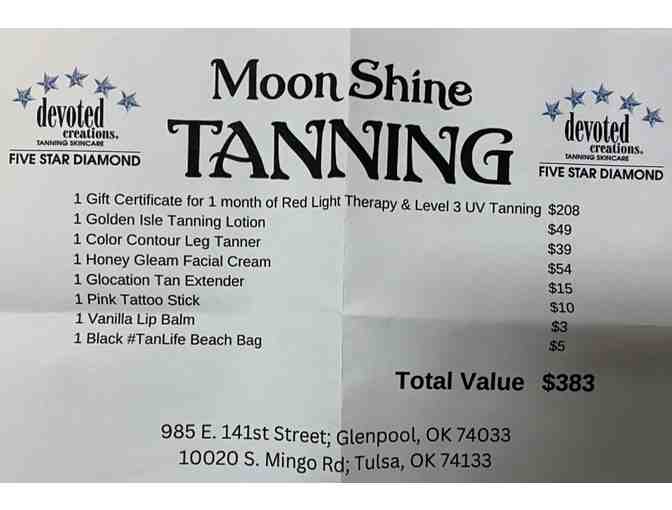 Moon Shine
TANNING
devoted
creations.
TANNING SKINCARE
FIVE STAR DIAMOND
devoted
creations.
TANNING SKINCARE
FIVE STAR DIAMOND
1 Gift Certificate for 1 month of Red Light Therapy & Level 3 UV Tanning $208
1 Golden Isle Tanning Lotion $49
1 Color Contour Leg Tanner $39
1 Honey Gleam Facial Cream $54
1 Glocation Tan Extender $15
1 Pink Tattoo Stick $10
1 Vanilla Lip Balm $3
1 Black #TanLife Beach Bag $5
Total Value $383
985 E. 141st Street; Glenpool, OK 74033
10020 S. Mingo Rd; Tulsa, OK 74133